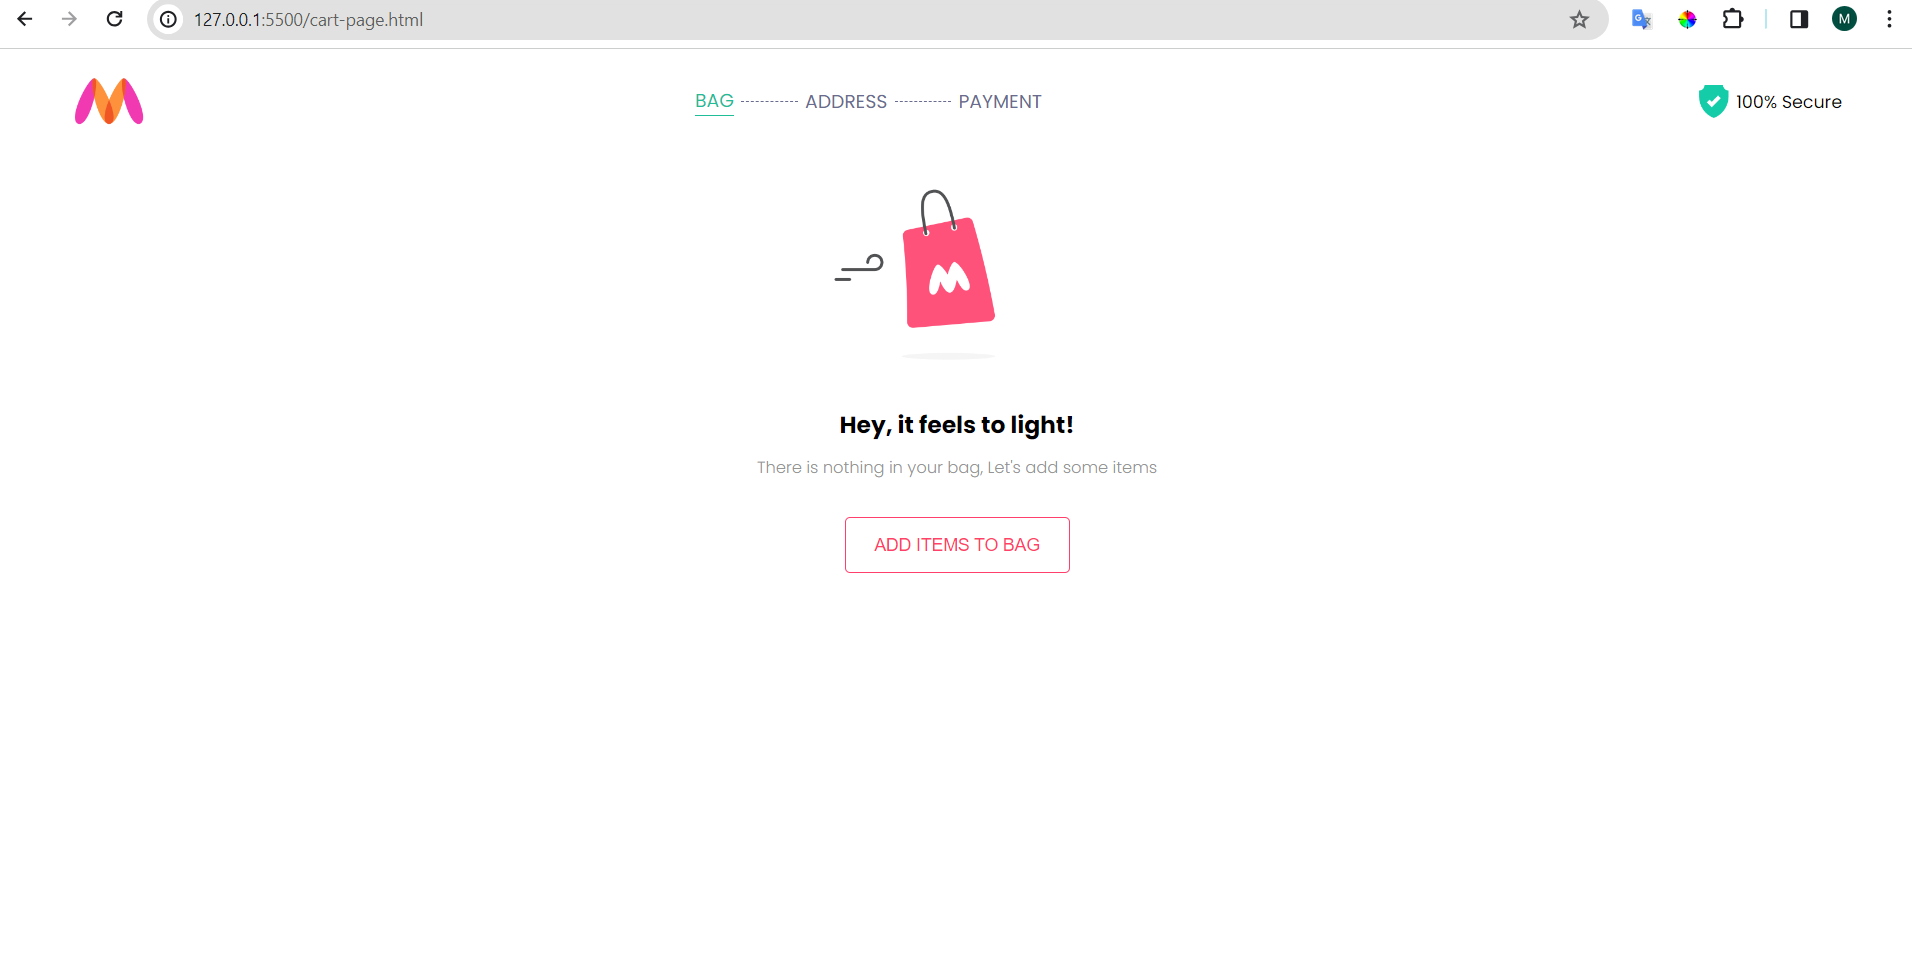 127.0.0.1:5500/cart-page.html
M
BAG ----------- ADDRESS ----------- PAYMENT
100% Secure
Hey, it feels to light!
There is nothing in your bag, Let's add some items
ADD ITEMS TO BAG